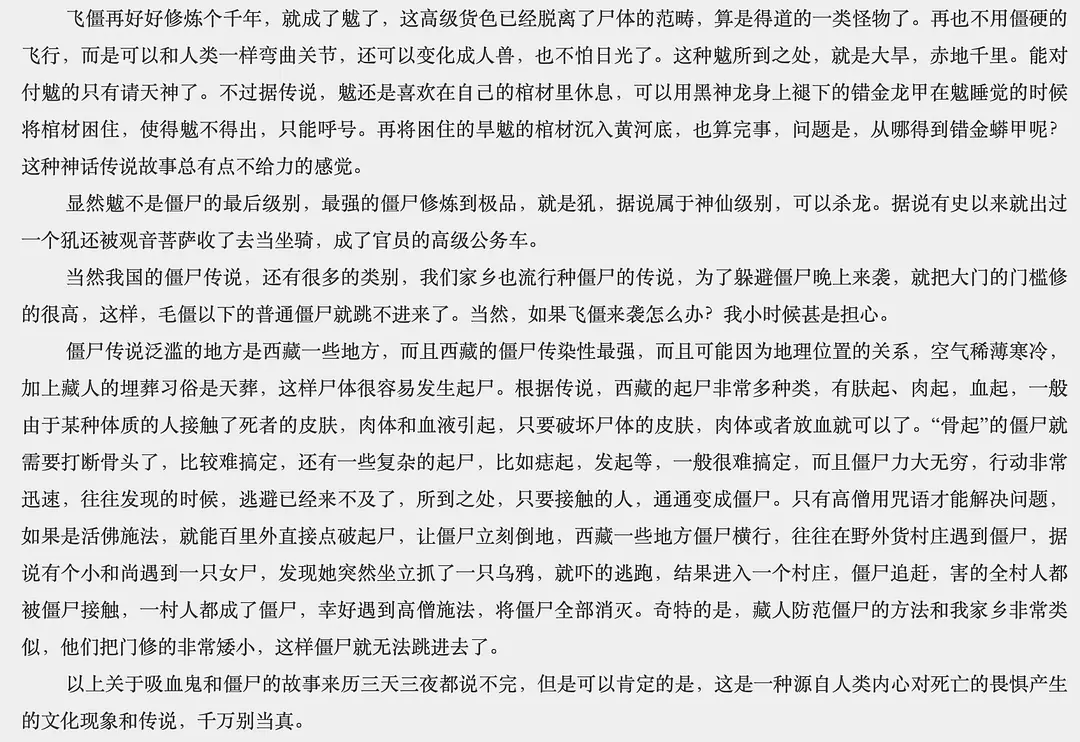 飞僵再好好修炼个千年，就成了魃了，这高级货色已经脱离了尸体的范畴，算是得道的一类怪物了。再也不用僵硬的
飞行，而是可以和人类一样弯曲关节，还可以变化成人兽，也不怕日光了。这种魃所到之处，就是大旱，赤地千里。能对
付魃的只有请天神了。不过据传说，魃还是喜欢在自己的棺材里休息，可以用黑神龙身上褪下的错金龙甲在魃睡觉的时候
将棺材困住，使得魃不得出，只能呼号。再将困住的旱魃的棺材沉入黄河底，也算完事，问题是，从哪得到错金蟒甲呢？
这种神话传说故事总有点不给力的感觉。
显然魃不是僵尸的最后级别，最强的僵尸修炼到极品，就是犼，据说属于神仙级别，可以杀龙。据说有史以来就出过
一个犼还被观音菩萨收了去当坐骑，成了官员的高级公务车。
当然我国的僵尸传说，还有很多的类别，我们家乡也流行种僵尸的传说，为了躲避僵尸晚上来袭，就把大门的门槛修
的很高，这样，毛僵以下的普通僵尸就跳不进来了。当然，如果飞僵来袭怎么办？我小时候甚是担心。
僵尸传说泛滥的地方是西藏一些地方，而且西藏的僵尸传染性最强，而且可能因为地理位置的关系，空气稀薄寒冷，
加上藏人的埋葬习俗是天葬，这样尸体很容易发生起尸。根据传说，西藏的起尸非常多种类，有肤起、肉起，血起，一般
由于某种体质的人接触了死者的皮肤，肉体和血液引起，只要破坏尸体的皮肤，肉体或者放血就可以了。“骨起”的僵尸就
需要打断骨头了，比较难搞定，还有一些复杂的起尸，比如痣起，发起等，一般很难搞定，而且僵尸力大无穷，行动非常
迅速，往往发现的时候，逃避已经来不及了，所到之处，只要接触的人，通通变成僵尸。只有高僧用咒语才能解决问题，
如果是活佛施法，就能百里外直接点破起尸，让僵尸立刻倒地，西藏一些地方僵尸横行，往往在野外货村庄遇到僵尸，据
说有个小和尚遇到一只女尸，发现她突然坐立抓了一只乌鸦，就吓的逃跑，结果进入一个村庄，僵尸追赶，害的全村人都
被僵尸接触，一村人都成了僵尸，幸好遇到高僧施法，将僵尸全部消灭。奇特的是，藏人防范僵尸的方法和我家乡非常类
似，他们把门修的非常矮小，这样僵尸就无法跳进去了。
以上关于吸血鬼和僵尸的故事来历三天三夜都说不完，但是可以肯定的是，这是一种源自人类内心对死亡的畏惧产生
的文化现象和传说，千万别当真。